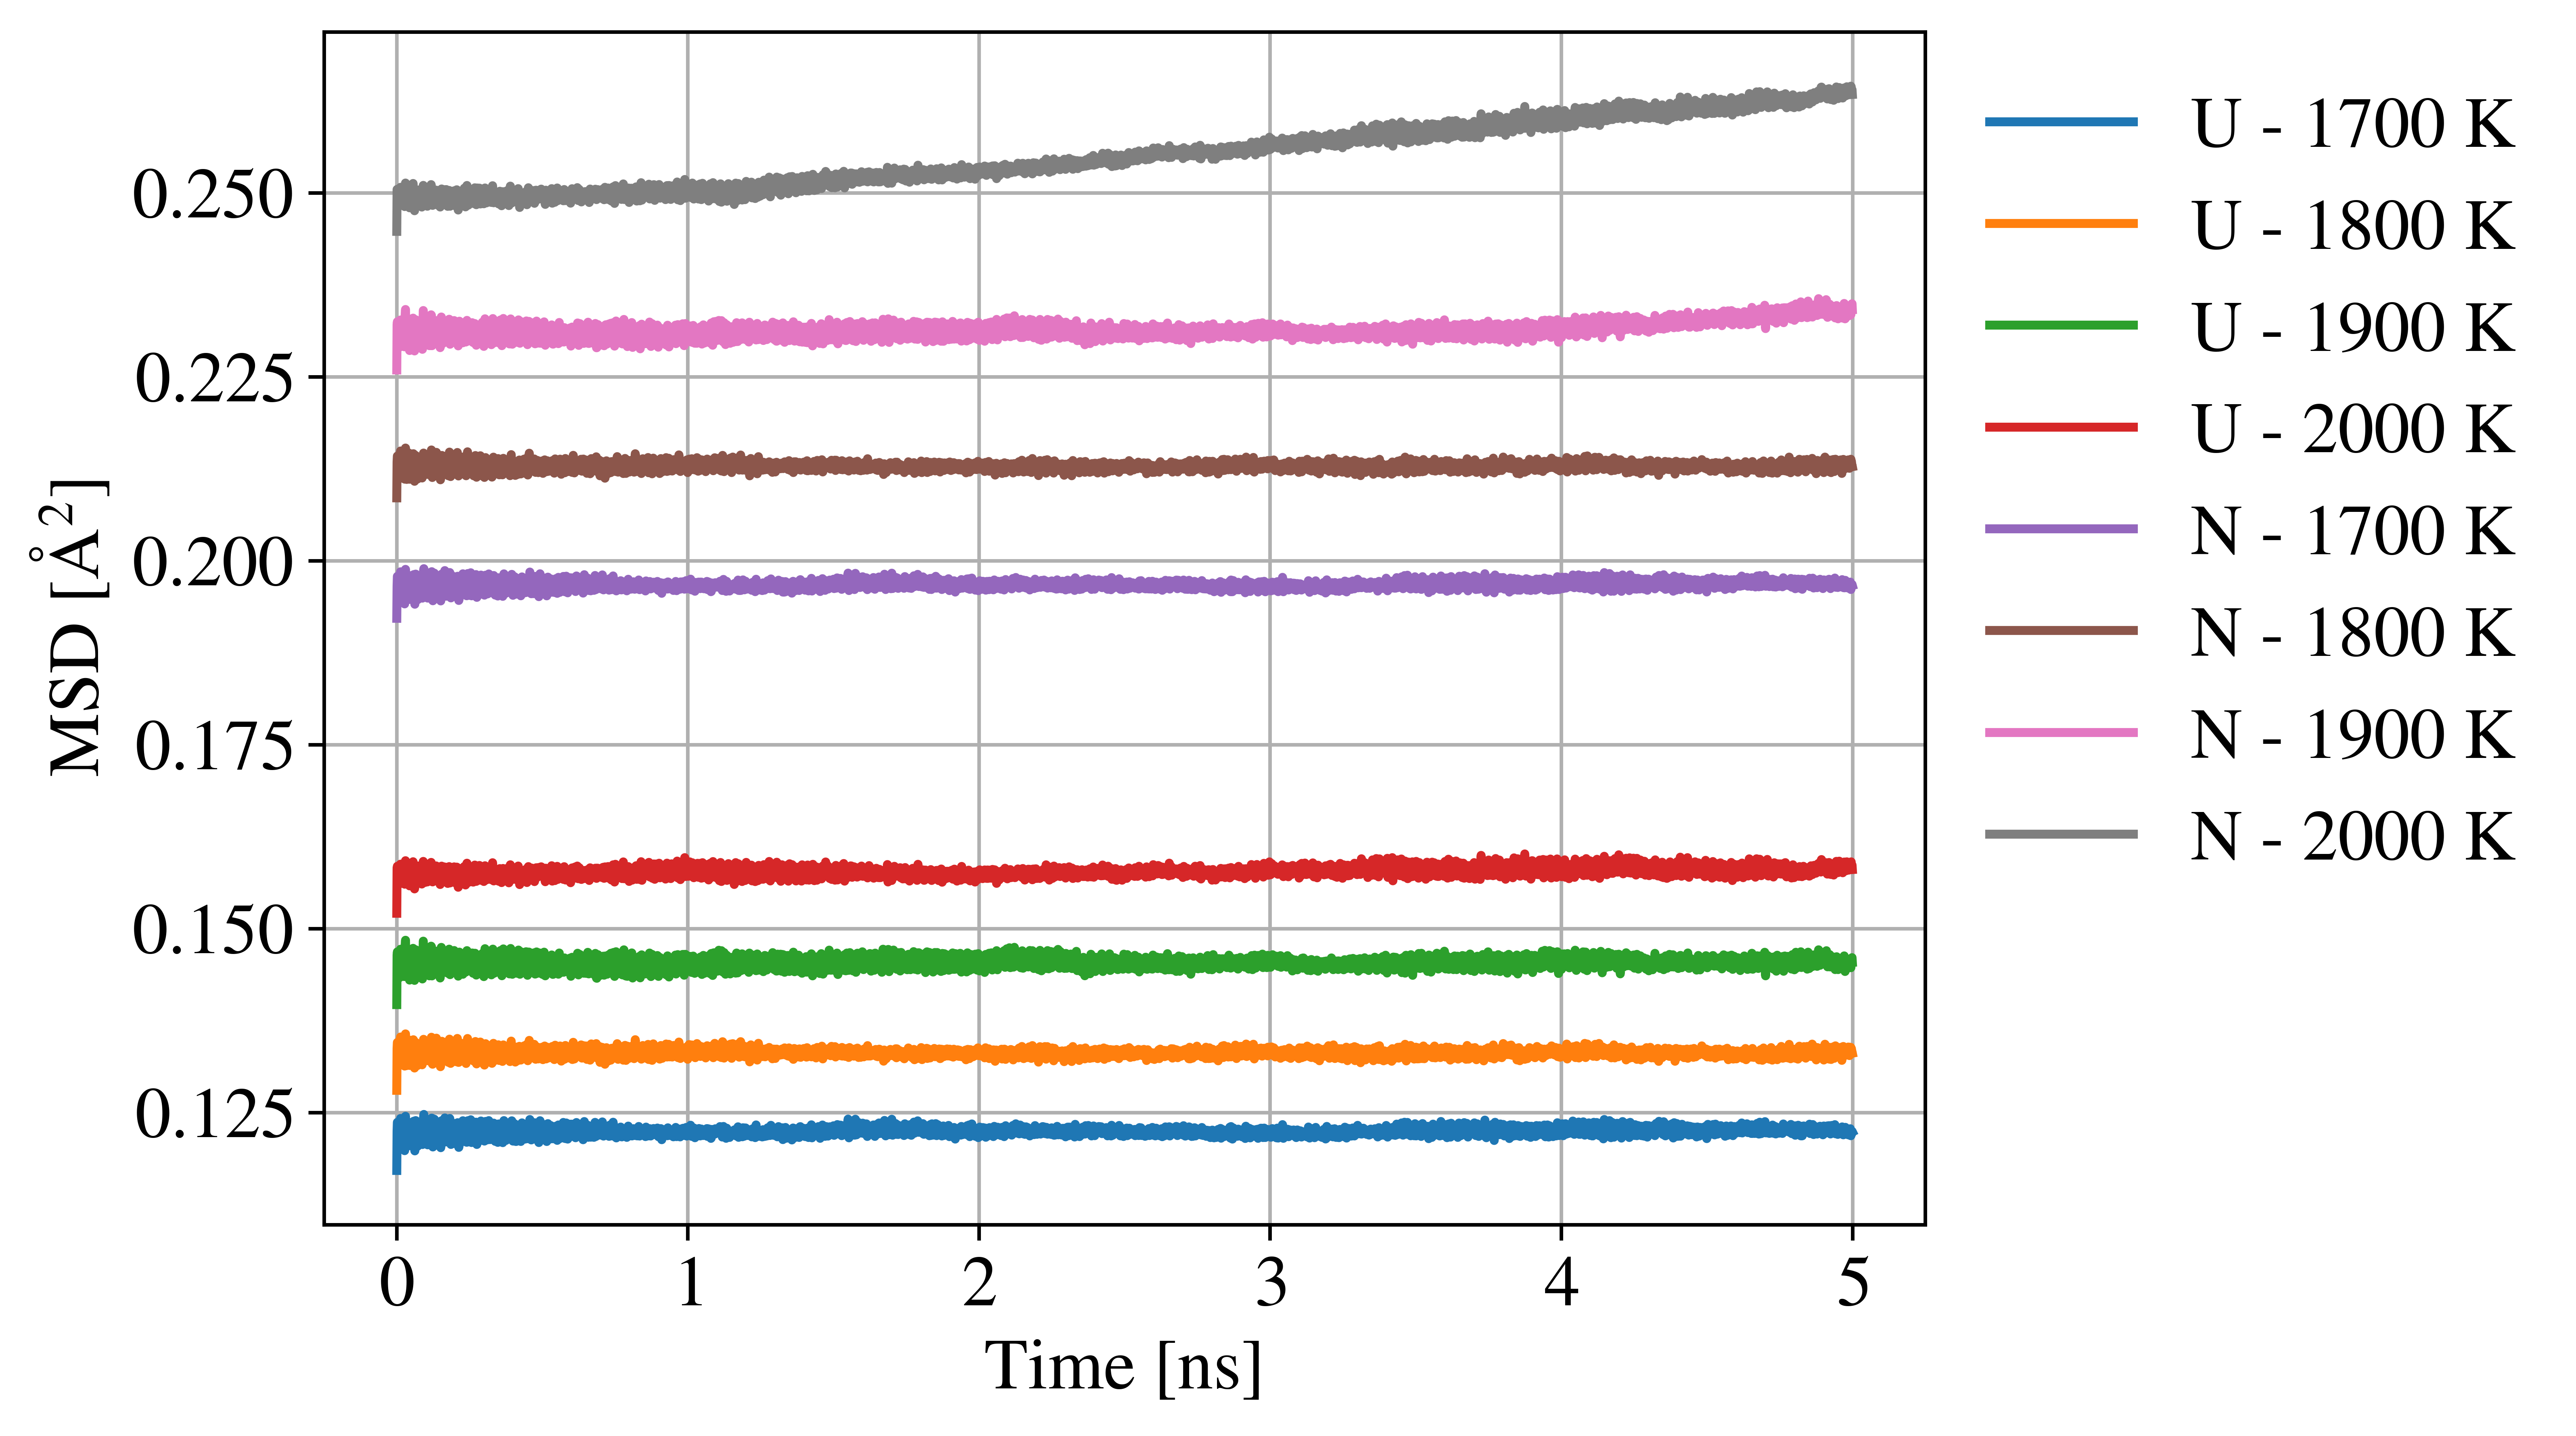 0.250
0.225
0.200
0.175
0.150
0.125
MSD [Å²]
0 1 2 3 4 5
Time [ns]
U - 1700 K
U - 1800 K
U - 1900 K
U - 2000 K
N - 1700 K
N - 1800 K
N - 1900 K
N - 2000 K